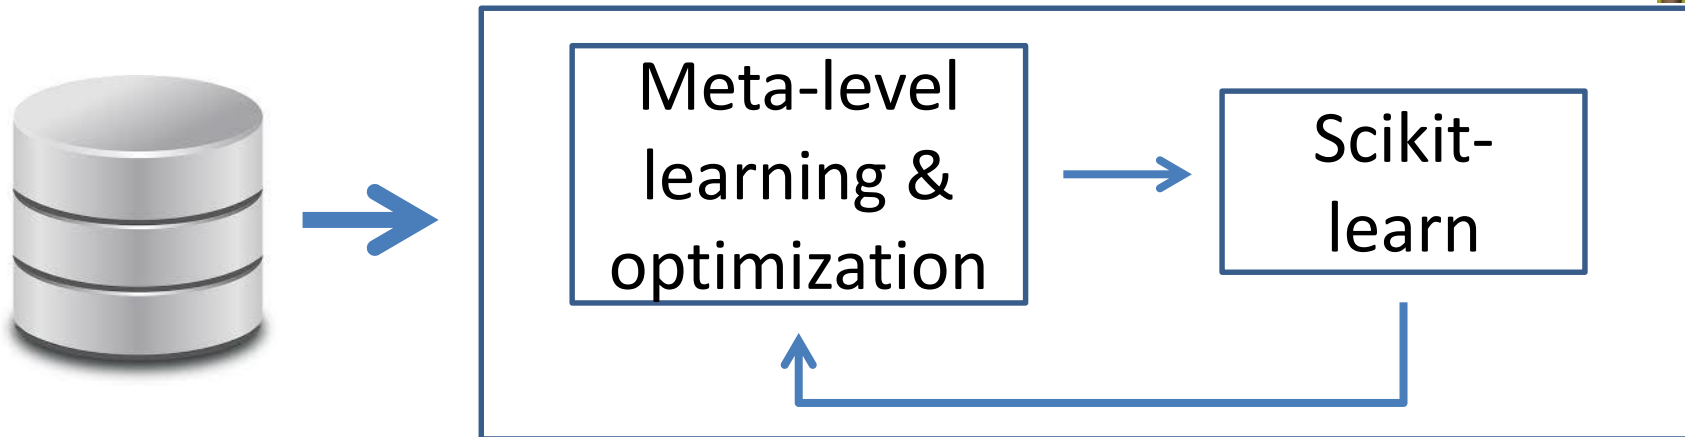 Meta-level
learning &
optimization
Scikit-
learn